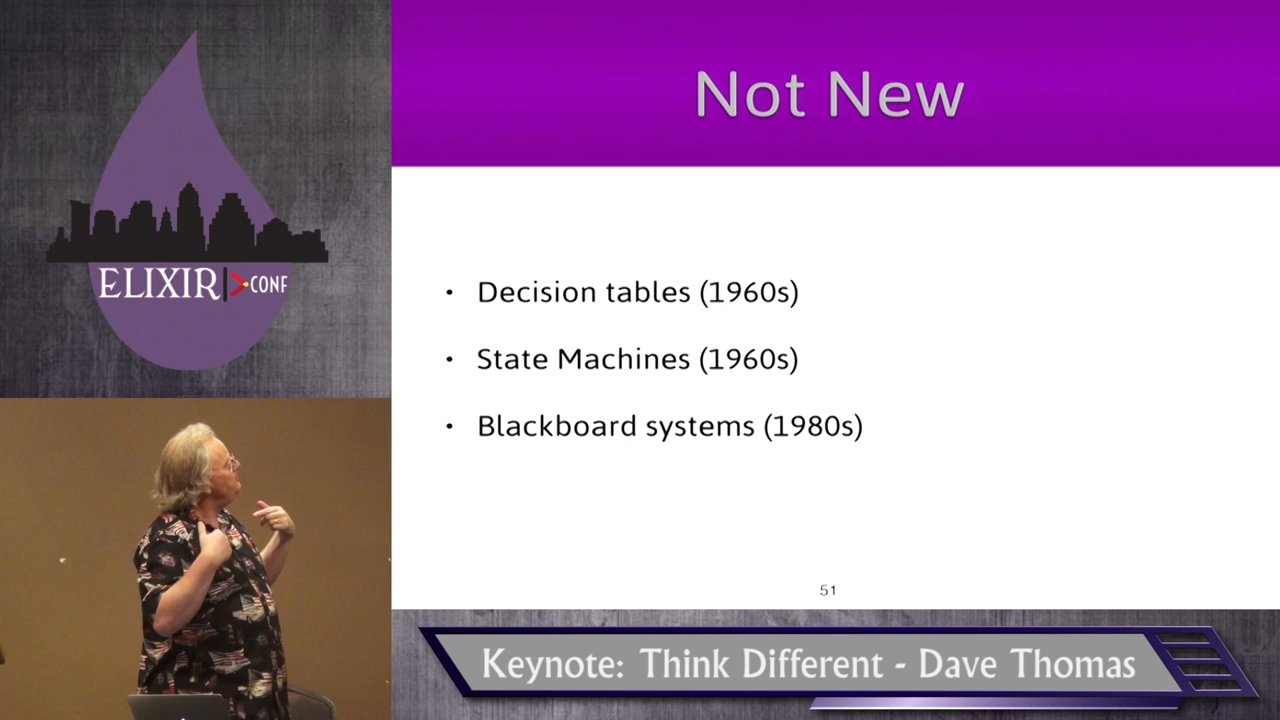 Not New
ELIXIR|>CONF
• Decision tables (1960s)
• State Machines (1960s)
• Blackboard systems (1980s)
51
Keynote: Think Different - Dave Thomas